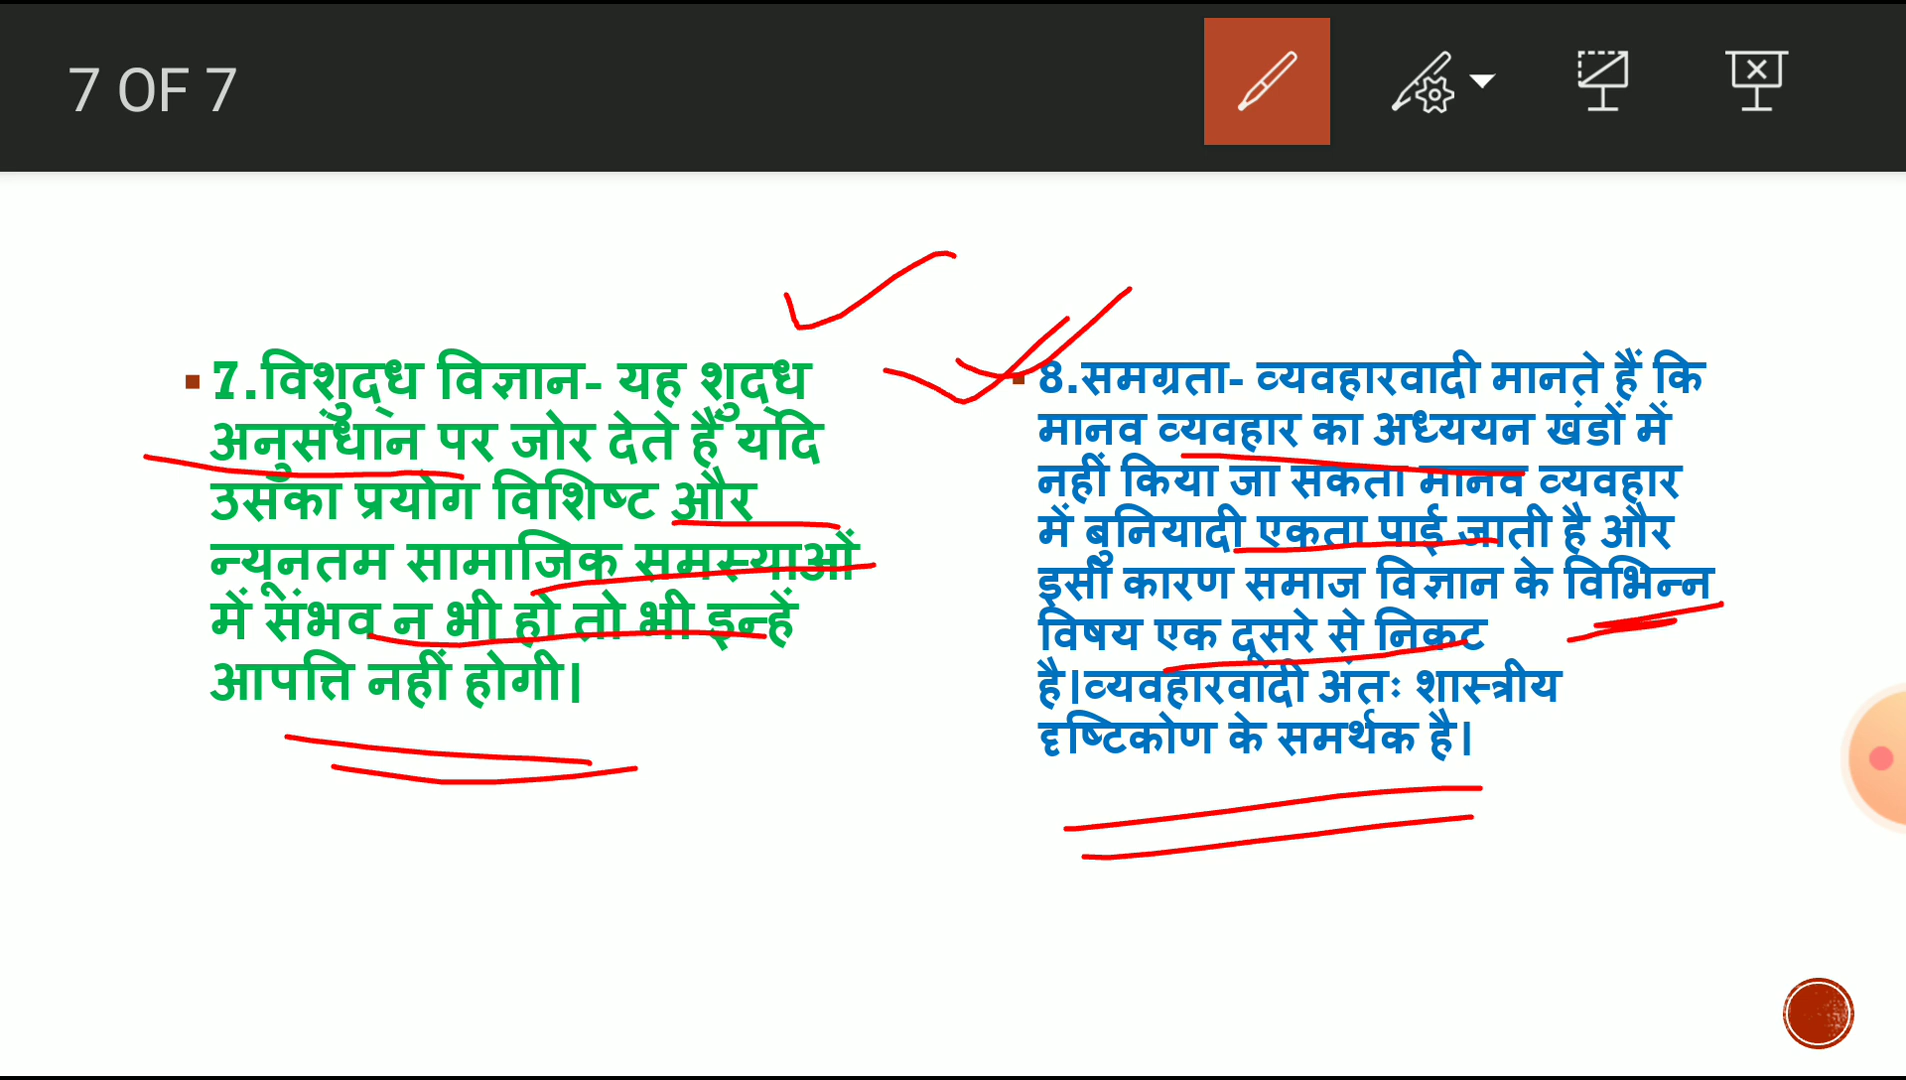 7 OF 7
7.विशुद्ध विज्ञान- यह शुद्ध
अनुसंधान पर जोर देते हैं यदि
उसका प्रयोग विशिष्ट और
न्यूनतम सामाजिक समस्याओं
में संभव न भी हो तो भी इन्हें
आपत्ति नहीं होगी।
8.समग्रता- व्यवहारवादी मानते हैं कि
मानव व्यवहार का अध्ययन खंडों में
नहीं किया जा सकता मानव व्यवहार
में बुनियादी एकता पाई जाती है और
इसी कारण समाज विज्ञान के विभिन्न
विषय एक दूसरे से निकट
है।व्यवहारवादी अंतः शास्त्रीय
दृष्टिकोण के समर्थक है।